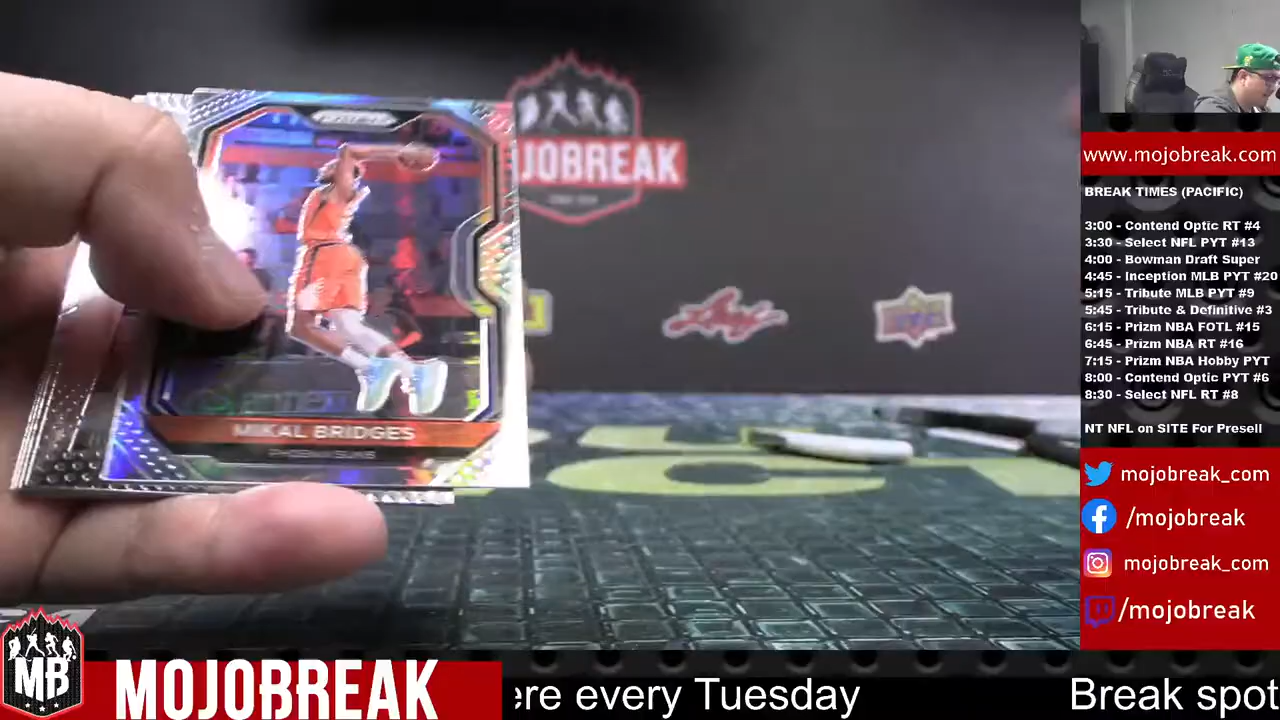 PRIZM
MIKAL BRIDGES
PHOENIX SUNS
JOBREAK
Leaf
www.mojobreak.com
BREAK TIMES (PACIFIC)
3:00 - Contend Optic RT #4
3:30 - Select NFL PYT #13
4:00 - Bowman Draft Super
4:45 - Inception MLB PYT #20
5:15 - Tribute MLB PYT #9
5:45 - Tribute & Definitive #3
6:15 - Prizm NBA FOTL #15
6:45 - Prizm NBA RT #16
7:15 - Prizm NBA Hobby PYT
8:00 - Contend Optic PYT #6
8:30 - Select NFL RT #8
NT NFL on SITE For Presell
mojobreak_com
/mojobreak
mojobreak_com
/mojobreak
MB
MOJOBREAK
ere every Tuesday
Break spot